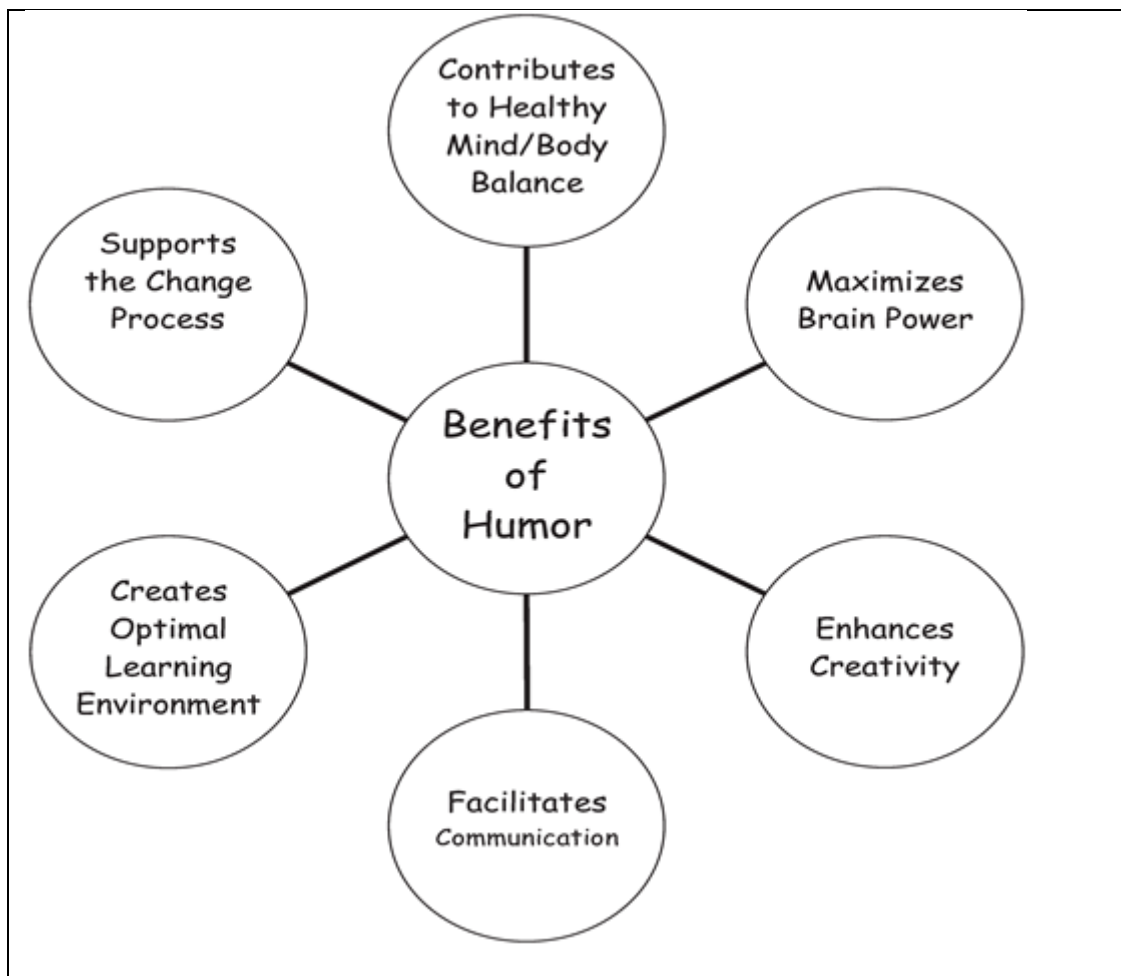 Contributes
to Healthy
Mind/Body
Balance
Supports
the Change
Process
Maximizes
Brain Power
Benefits
of
Humor
Creates
Optimal
Learning
Environment
Enhances
Creativity
Facilitates
Communication